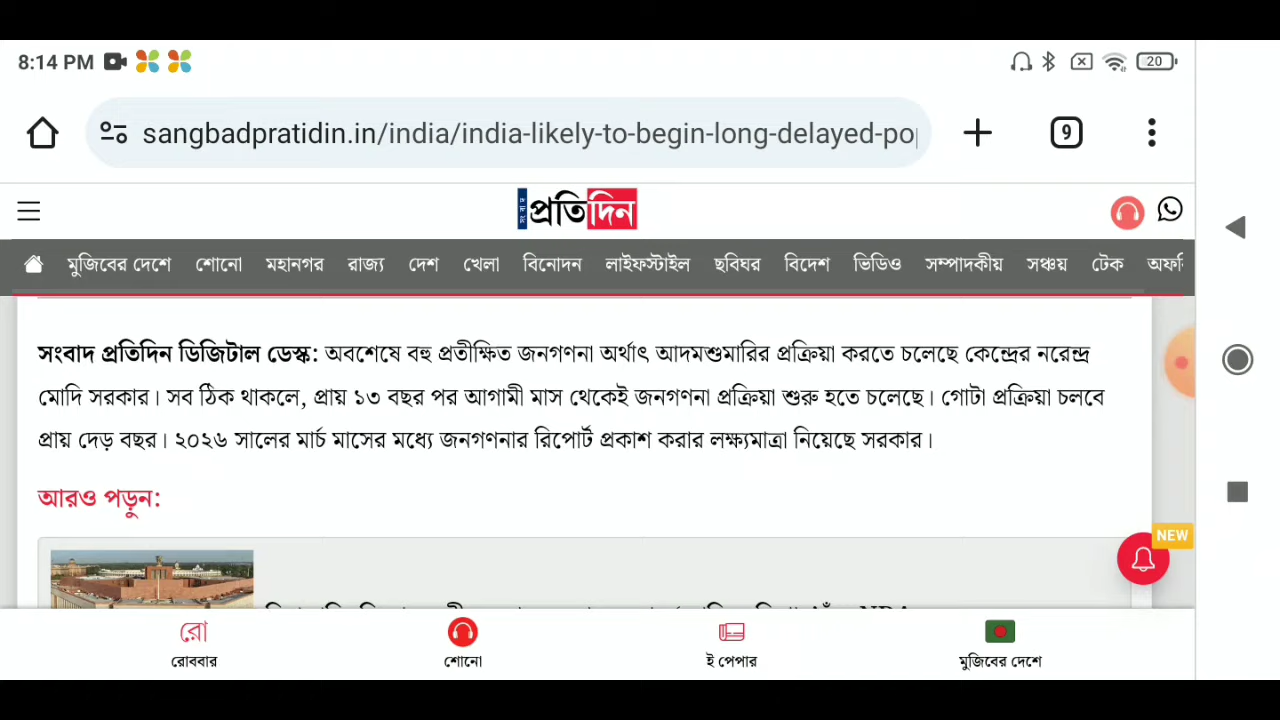 8:14 PM
20
sangbadpratidin.in/india/india-likely-to-begin-long-delayed-po
9
সংবাদ প্রতিদিন
মুজিবের দেশে শোনো মহানগর রাজ্য দেশ খেলা বিনোদন লাইফস্টাইল ছবিঘর বিদেশ ভিডিও সম্পাদকীয় সঞ্চয় টেক
সংবাদ প্রতিদিন ডিজিটাল ডেস্ক: অবশেষে বহু প্রতীক্ষিত জনগণনা অর্থাৎ আদমশুমারির প্রক্রিয়া করতে চলেছে কেন্দ্রের নরেন্দ্র
মোদি সরকার। সব ঠিক থাকলে, প্রায় ১৩ বছর পর আগামী মাস থেকেই জনগণনা প্রক্রিয়া শুরু হতে চলেছে। গোটা প্রক্রিয়া চলবে
প্রায় দেড় বছর। ২০২৬ সালের মার্চ মাসের মধ্যে জনগণনার রিপোর্ট প্রকাশ করার লক্ষ্যমাত্রা নিয়েছে সরকার।
আরও পড়ুন:
NEW
রো
রোববার শোনো ই পেপার মুজিবের দেশে